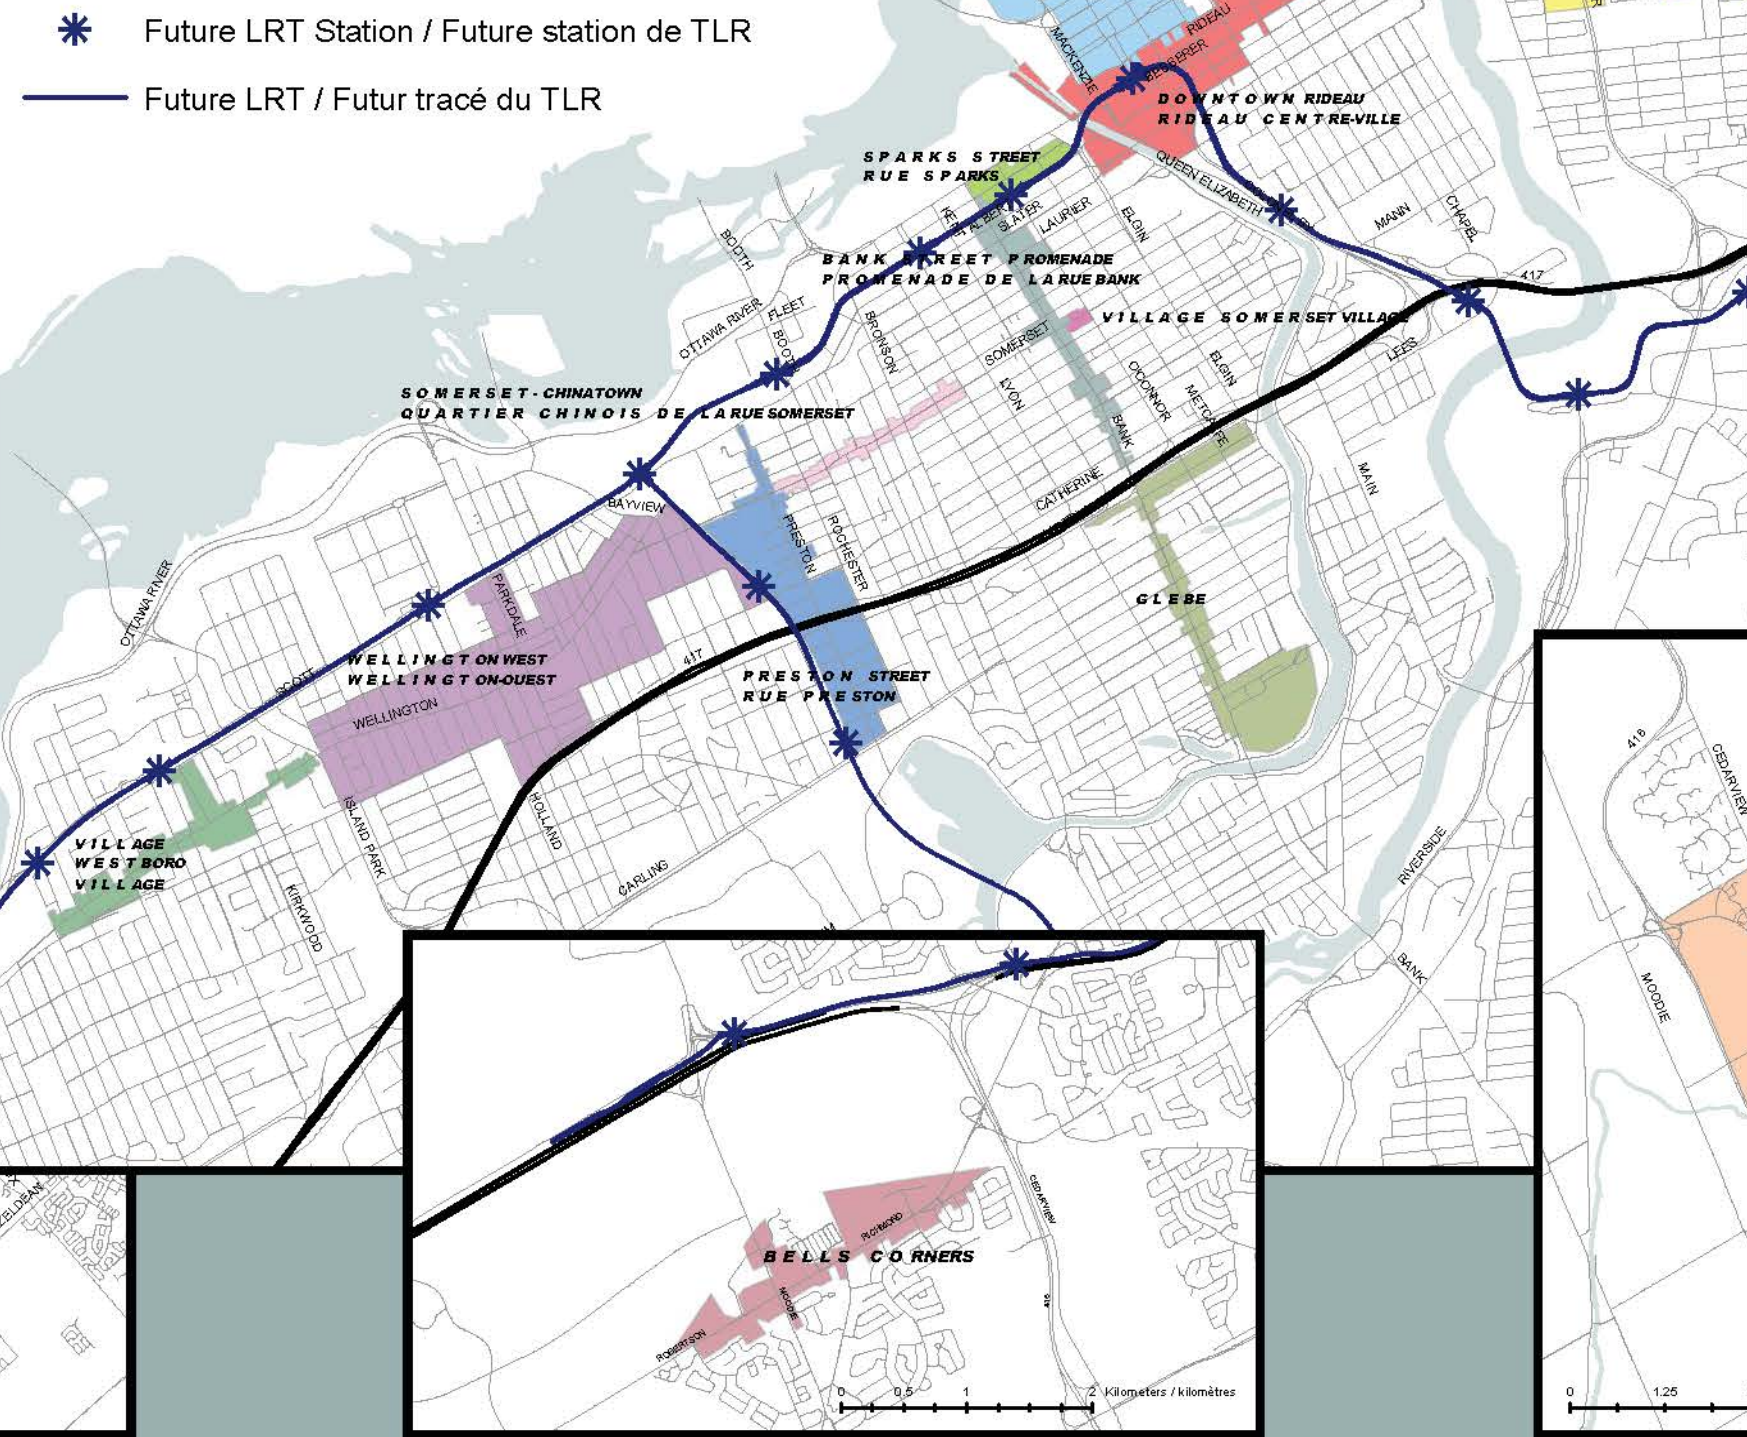 Future LRT Station / Future station de TLR
Future LRT / Futur tracé du TLR
RIDEAU
BESSERER
MACKENZIE
DOWNTOWN RIDEAU
RIDEAU CENTRE-VILLE
SPARKS STREET
RUE SPARKS
QUEEN ELIZABETH
KENT
ALBERT
SLATER
LAURIER
ELGIN
MANN
CHAPEL
417
BOOTH
BANK STREET PROMENADE
PROMENADE DE LA RUE BANK
OTTAWA RIVER
FLEET
BOOTH
BRONSON
VILLAGE SOMERSET VILLAGE
SOMERSET
LEES
LYON
O'CONNOR
ELGIN
METCALFE
SOMERSET-CHINATOWN
QUARTIER CHINOIS DE LA RUE SOMERSET
BANK
MAIN
CATHERINE
BAYVIEW
PRESTON
ROCHESTER
OTTAWA RIVER
PARKDALE
GLEBE
WELLINGTON WEST
WELLINGTON-OUEST
417
SCOTT
PRESTON STREET
RUE PRESTON
WELLINGTON
ISLAND PARK
HOLLAND
VILLAGE
WESTBORO
VILLAGE
KIRKWOOD
CARLING
RIVERSIDE
BANK
416
CEDARVIEW
MOODIE
CEDARVIEW
RICHMOND
BELLS CORNERS
MOODIE
416
ROBERTSON
0 0.5 1 2 Kilometers / kilomètres
0 1.25